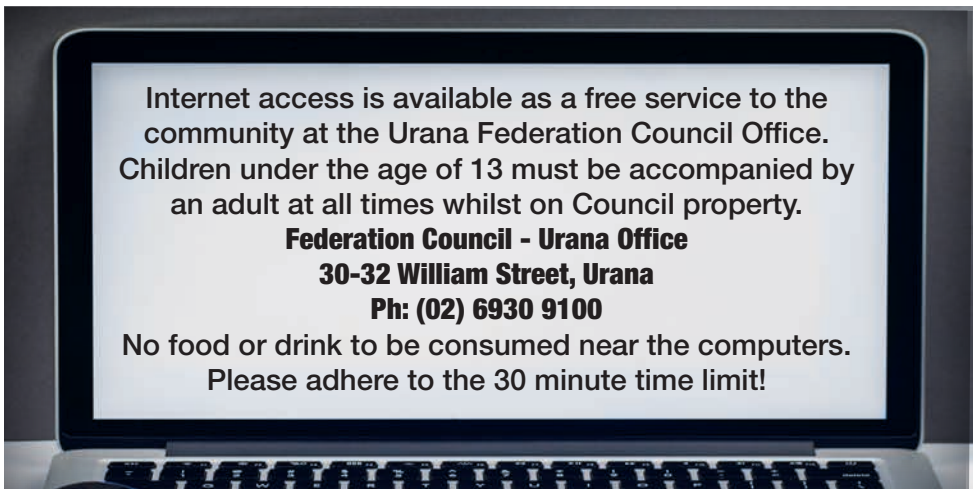 Internet access is available as a free service to the
community at the Urana Federation Council Office.
Children under the age of 13 must be accompanied by
an adult at all times whilst on Council property.
Federation Council - Urana Office
30-32 William Street, Urana
Ph: (02) 6930 9100
No food or drink to be consumed near the computers.
Please adhere to the 30 minute time limit!